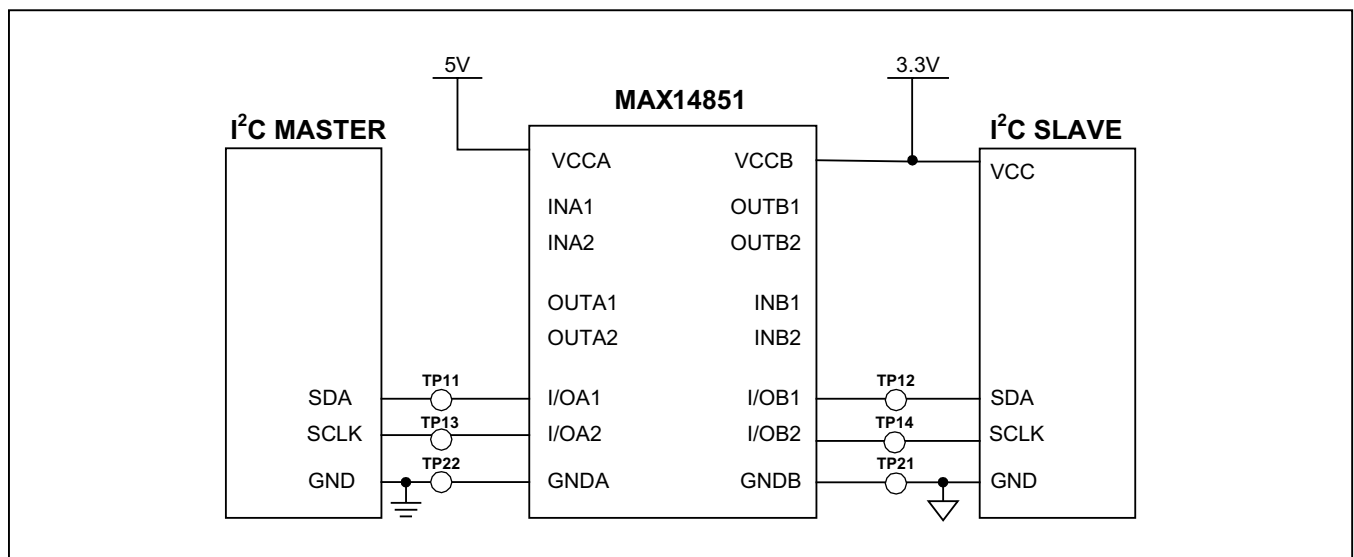 5V
3.3V
MAX14851
I²C MASTER
I²C SLAVE
VCCA
VCCB
VCC
INA1
OUTB1
INA2
OUTB2
OUTA1
INB1
OUTA2
INB2
SDA
TP11
I/OA1
I/OB1
TP12
SDA
SCLK
TP13
I/OA2
I/OB2
TP14
SCLK
GND
TP22
GNDA
GNDB
TP21
GND